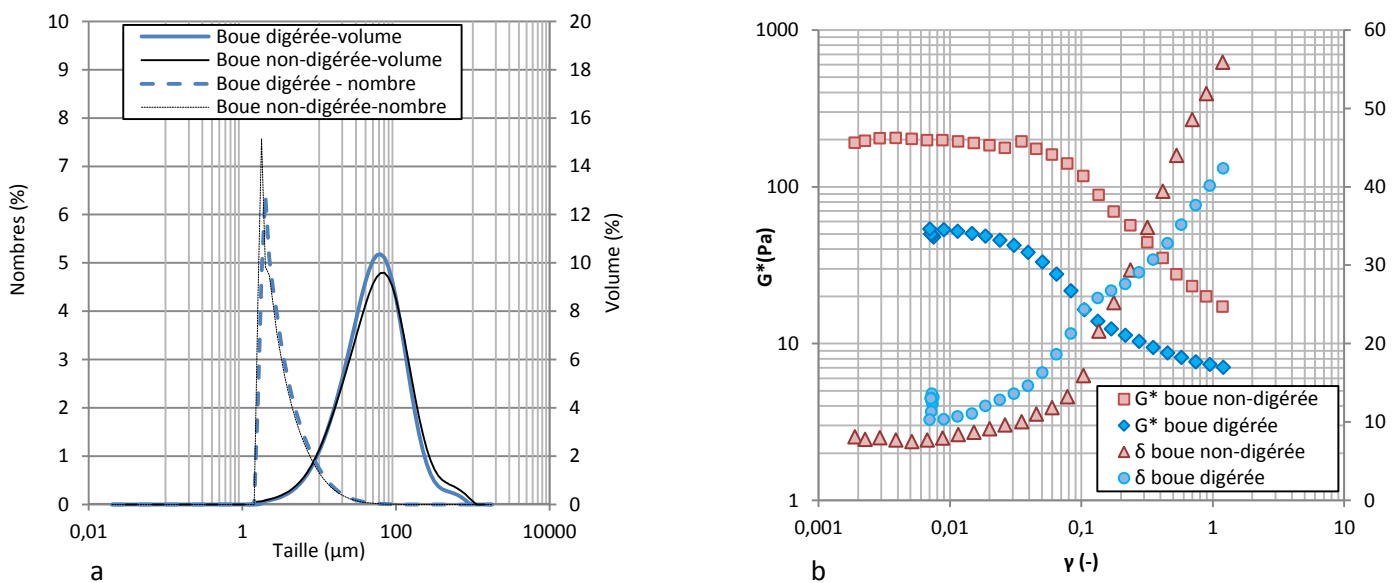 10
9
8
7
6
5
4
3
2
1
0
Nombres (%)
20
18
16
14
12
10
8
6
4
2
0
Volume (%)
Boue digérée-volume
Boue non-digérée-volume
Boue digérée - nombre
Boue non-digérée-nombre
0,01
1
100
10000
Taille (µm)
a
1000
100
10
1
G*(Pa)
60
50
40
30
20
10
0
G* boue non-digérée
G* boue digérée
δ boue non-digérée
δ boue digérée
0,001
0,01
0,1
1
10
γ (-)
b